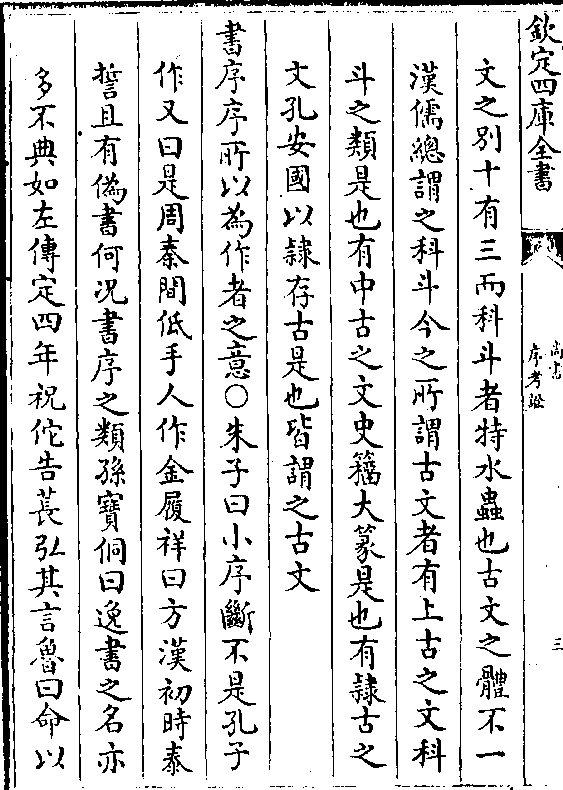 欽定四庫全書
尚書
序考證
三
文之別十有三而科斗者特水蟲也古文之體不一
漢儒總謂之科斗今之所謂古文者有上古之文科
斗之類是也有中古之文史籀大篆是也有隷古之
文孔安國以隷存古是也皆謂之古文
書序序所以為作者之意○朱子曰小序斷不是孔子
作又曰是周秦間低手人作金履祥曰方漢初時泰
誓且有偽書何况書序之類孫寶侗曰逸書之名亦
多不典如左傳定四年祝佗告萇弘其言魯曰命以